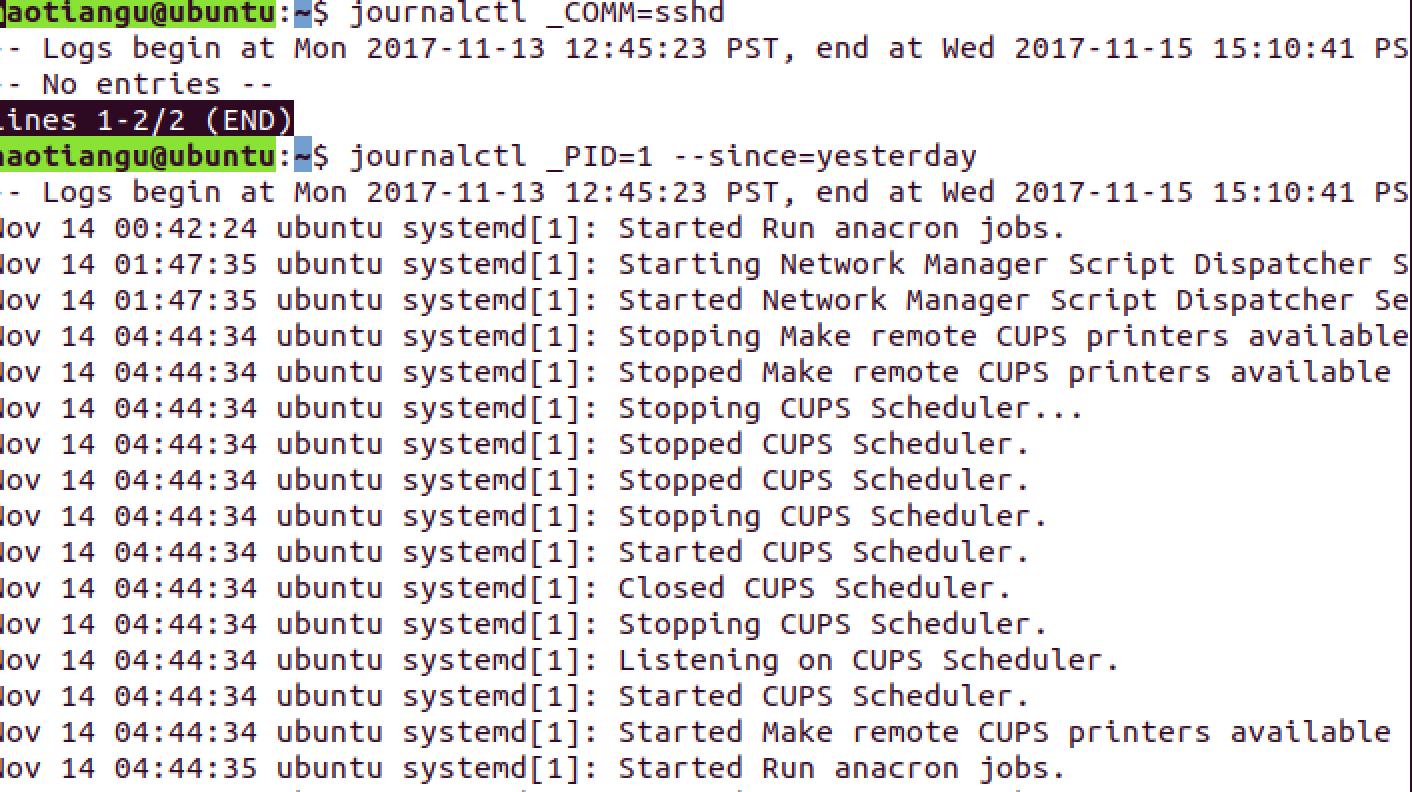 aotiangu@ubuntu:~$ journalctl _COMM=sshd
-- Logs begin at Mon 2017-11-13 12:45:23 PST, end at Wed 2017-11-15 15:10:41 PS
-- No entries --
lines 1-2/2 (END)
aotiangu@ubuntu:~$ journalctl _PID=1 --since=yesterday
-- Logs begin at Mon 2017-11-13 12:45:23 PST, end at Wed 2017-11-15 15:10:41 PS
Nov 14 00:42:24 ubuntu systemd[1]: Started Run anacron jobs.
Nov 14 01:47:35 ubuntu systemd[1]: Starting Network Manager Script Dispatcher S
Nov 14 01:47:35 ubuntu systemd[1]: Started Network Manager Script Dispatcher Se
Nov 14 04:44:34 ubuntu systemd[1]: Stopping Make remote CUPS printers available
Nov 14 04:44:34 ubuntu systemd[1]: Stopped Make remote CUPS printers available
Nov 14 04:44:34 ubuntu systemd[1]: Stopping CUPS Scheduler...
Nov 14 04:44:34 ubuntu systemd[1]: Stopped CUPS Scheduler.
Nov 14 04:44:34 ubuntu systemd[1]: Stopped CUPS Scheduler.
Nov 14 04:44:34 ubuntu systemd[1]: Stopping CUPS Scheduler.
Nov 14 04:44:34 ubuntu systemd[1]: Started CUPS Scheduler.
Nov 14 04:44:34 ubuntu systemd[1]: Closed CUPS Scheduler.
Nov 14 04:44:34 ubuntu systemd[1]: Stopping CUPS Scheduler.
Nov 14 04:44:34 ubuntu systemd[1]: Listening on CUPS Scheduler.
Nov 14 04:44:34 ubuntu systemd[1]: Started CUPS Scheduler.
Nov 14 04:44:34 ubuntu systemd[1]: Started Make remote CUPS printers available
Nov 14 04:44:35 ubuntu systemd[1]: Started Run anacron jobs.